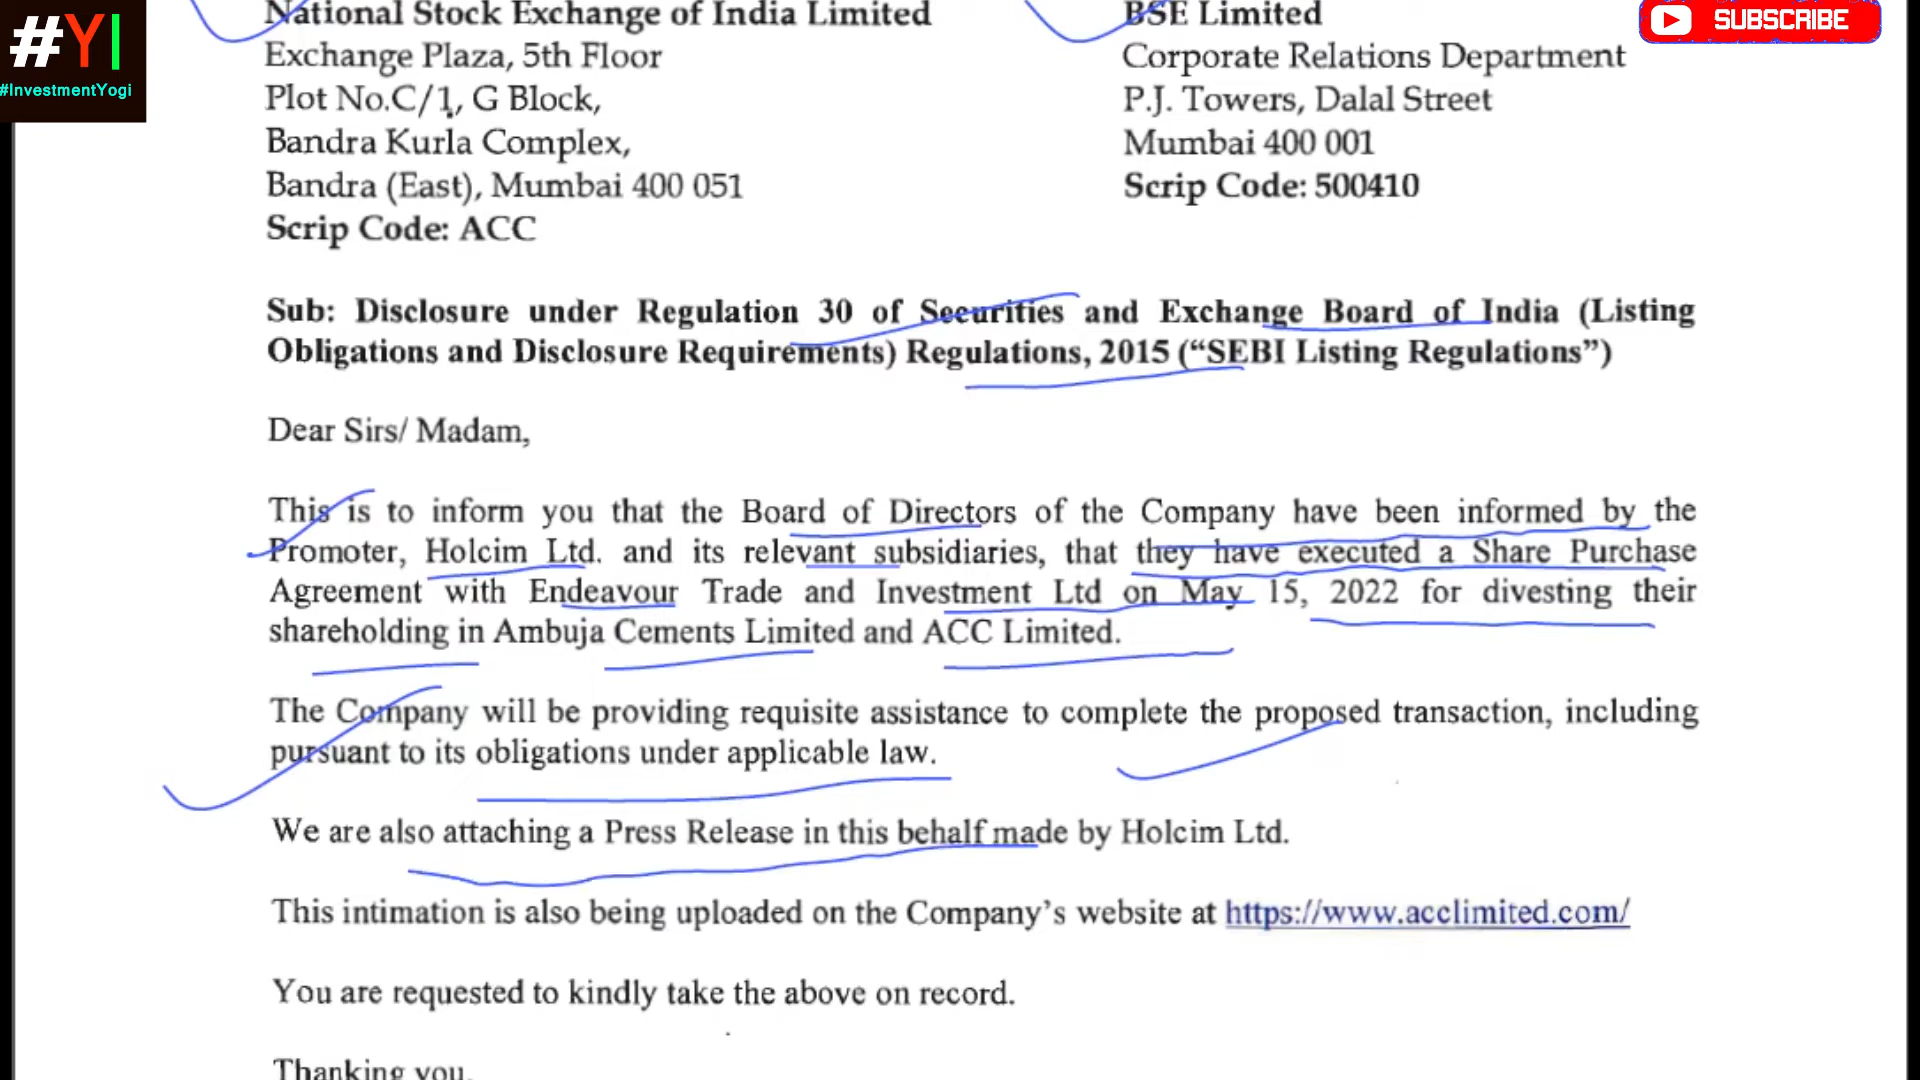 #YI
#InvestmentYogi
SUBSCRIBE
National Stock Exchange of India Limited
Exchange Plaza, 5th Floor
Plot No.C/1, G Block,
Bandra Kurla Complex,
Bandra (East), Mumbai 400 051
Scrip Code: ACC
BSE Limited
Corporate Relations Department
P.J. Towers, Dalal Street
Mumbai 400 001
Scrip Code: 500410
Sub: Disclosure under Regulation 30 of Securities and Exchange Board of India (Listing
Obligations and Disclosure Requirements) Regulations, 2015 (“SEBI Listing Regulations”)
Dear Sirs/ Madam,
This is to inform you that the Board of Directors of the Company have been informed by the
Promoter, Holcim Ltd. and its relevant subsidiaries, that they have executed a Share Purchase
Agreement with Endeavour Trade and Investment Ltd on May 15, 2022 for divesting their
shareholding in Ambuja Cements Limited and ACC Limited.
The Company will be providing requisite assistance to complete the proposed transaction, including
pursuant to its obligations under applicable law.
We are also attaching a Press Release in this behalf made by Holcim Ltd.
This intimation is also being uploaded on the Company’s website at https://www.acclimited.com/
You are requested to kindly take the above on record.
Thanking you,